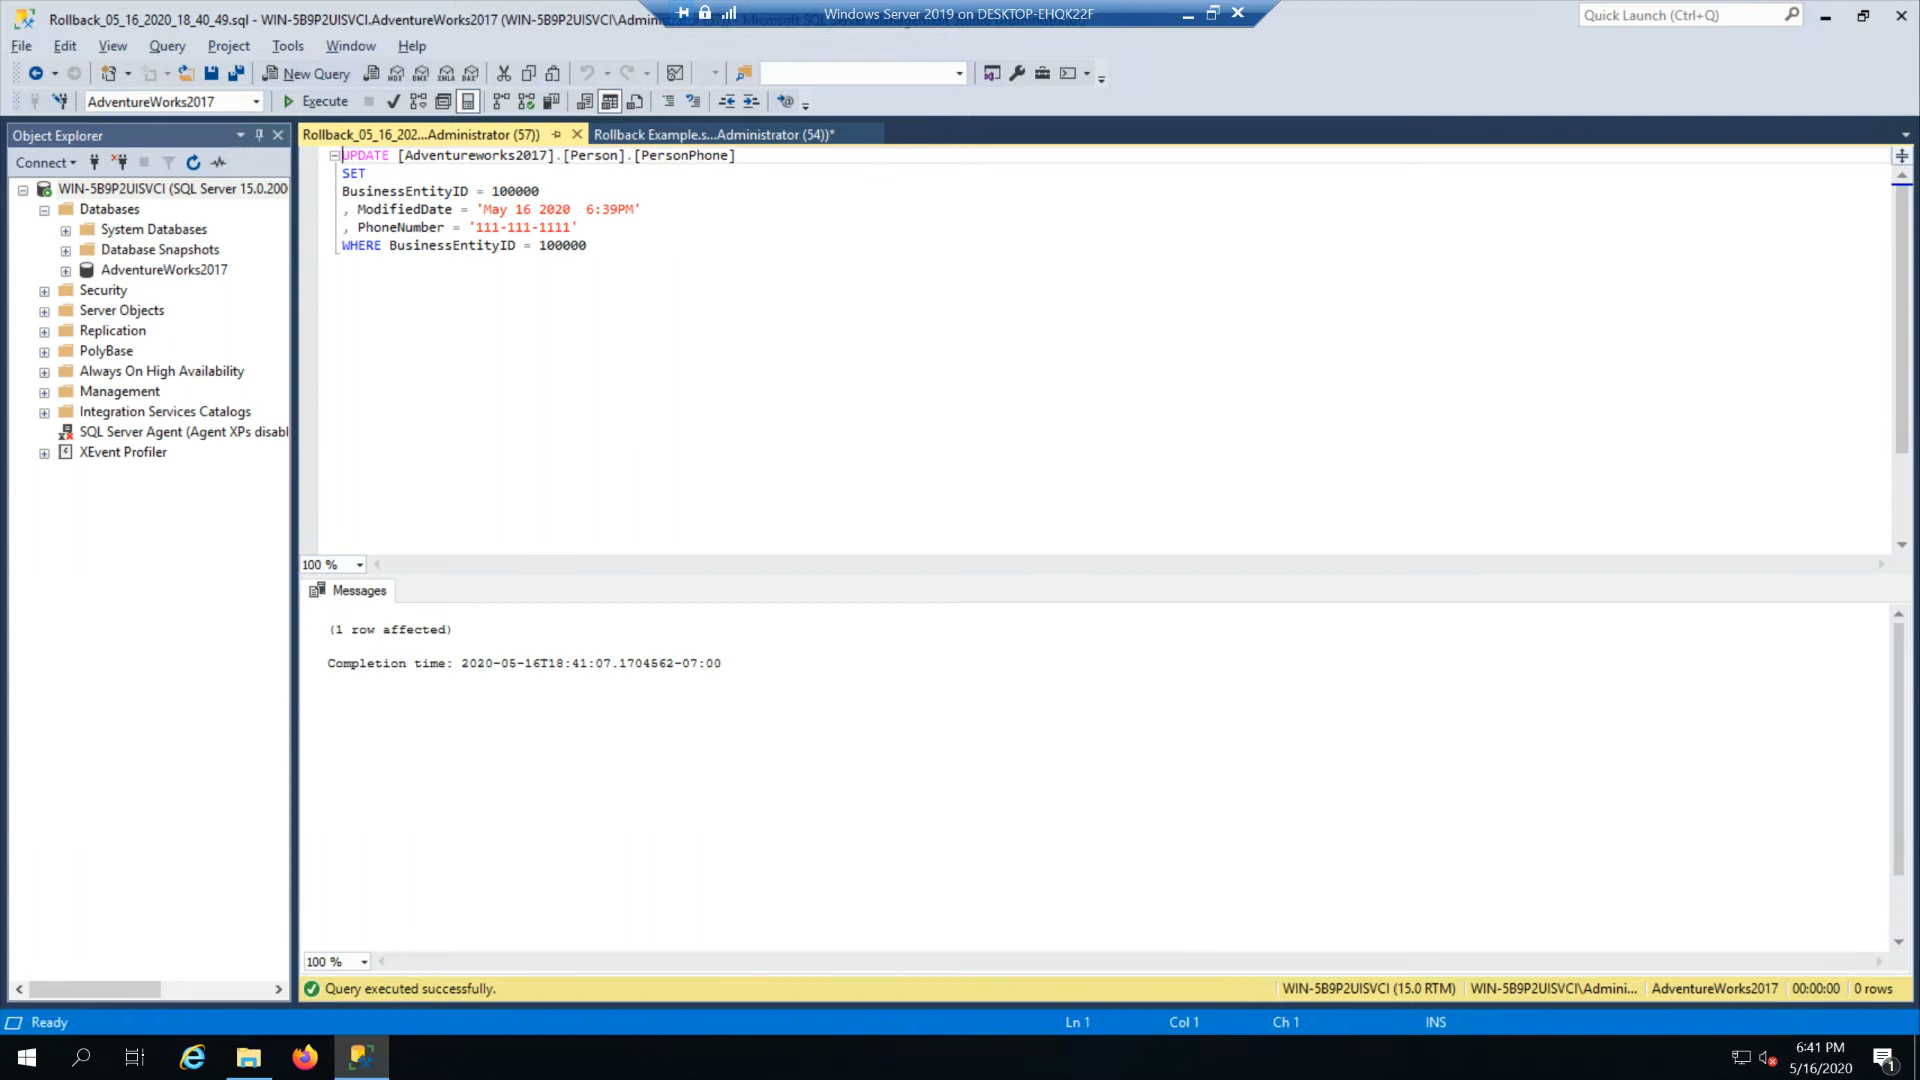 Rollback_05_16_2020_18_40_49.sql - WIN-5B9P2UISVCI.AdventureWorks2017 (WIN-5B9P2UISVCI\Admini
Windows Server 2019 on DESKTOP-EHQK22F
Quick Launch (Ctrl+Q)
File Edit View Query Project Tools Window Help
New Query
AdventureWorks2017
Execute
Object Explorer
Rollback_05_16_202...Administrator (57))
Rollback Example.s...Administrator (54))*
Connect
WIN-5B9P2UISVCI (SQL Server 15.0.200
Databases
System Databases
Database Snapshots
AdventureWorks2017
Security
Server Objects
Replication
PolyBase
Always On High Availability
Management
Integration Services Catalogs
SQL Server Agent (Agent XPs disabl
XEvent Profiler
UPDATE [Adventureworks2017].[Person].[PersonPhone]
SET
BusinessEntityID = 100000
, ModifiedDate = 'May 16 2020  6:39PM'
, PhoneNumber = '111-111-1111'
WHERE BusinessEntityID = 100000
100 %
Messages
(1 row affected)
Completion time: 2020-05-16T18:41:07.1704562-07:00
100 %
Query executed successfully.
WIN-5B9P2UISVCI (15.0 RTM)
WIN-5B9P2UISVCI\Admini...
AdventureWorks2017
00:00:00
0 rows
Ready
Ln 1
Col 1
Ch 1
INS
6:41 PM
5/16/2020
1